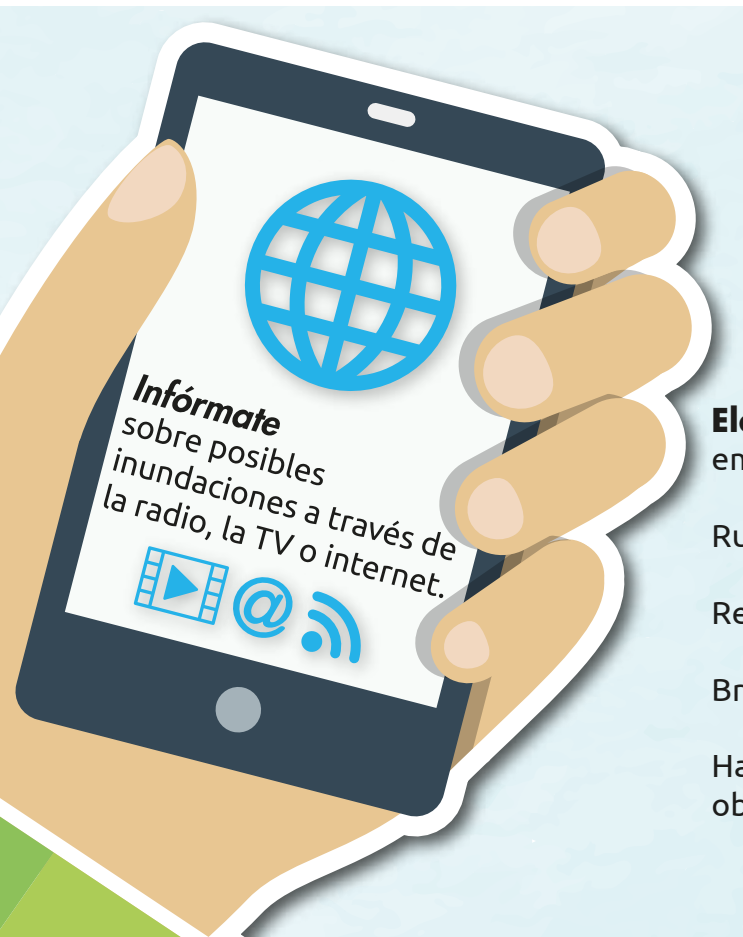 Infórmate
sobre posibles
inundaciones a través de
la radio, la TV o internet.
@